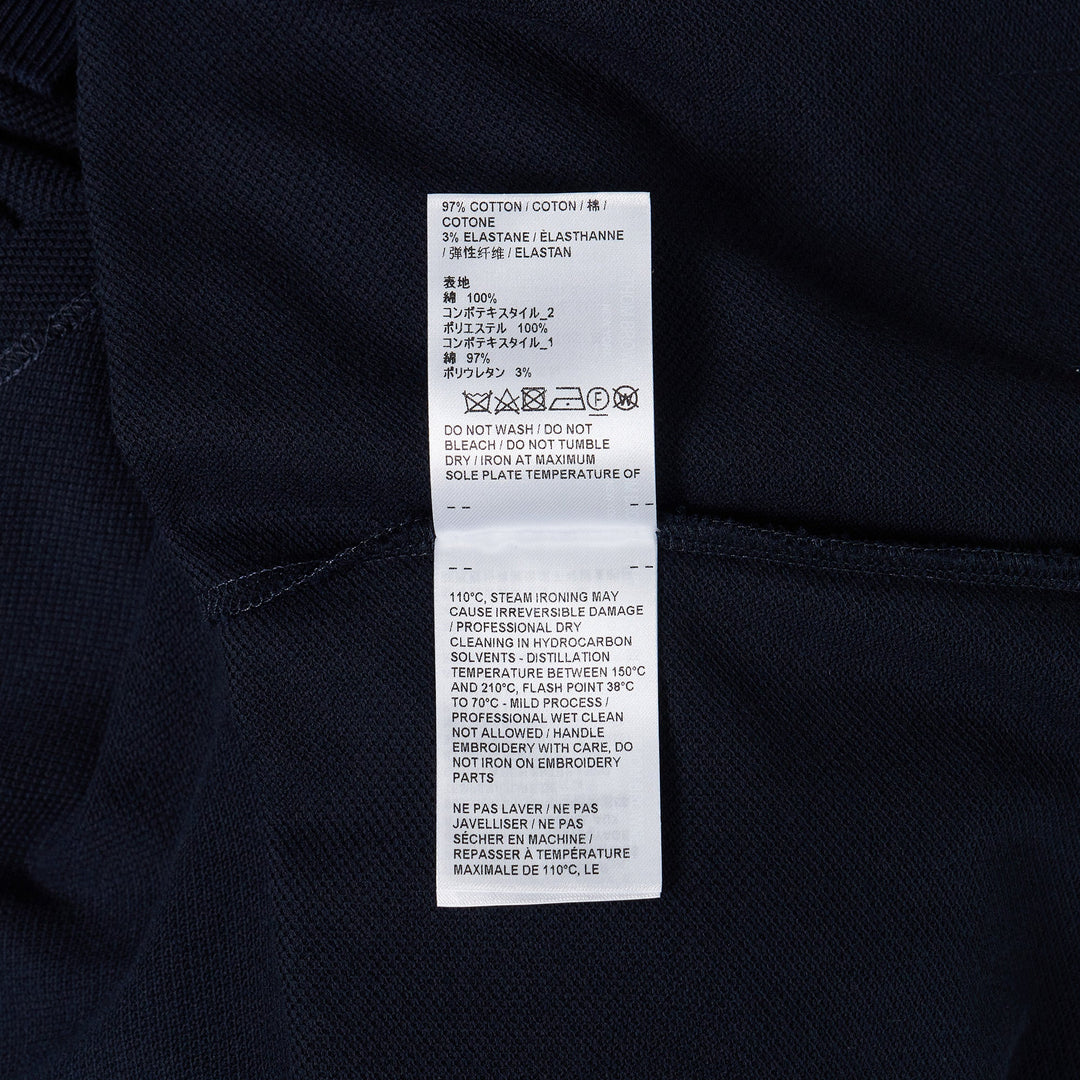 97% COTTON / COTON / 棉 /
COTONE
3% ELASTANE / ÉLASTHANNE
/ 弹性纤维 / ELASTAN
表地
綿 100%
コンポテキスタイル_2
ポリエステル 100%
コンポテキスタイル_1
綿 97%
ポリウレタン 3%
F W
DO NOT WASH / DO NOT
BLEACH / DO NOT TUMBLE
DRY / IRON AT MAXIMUM
SOLE PLATE TEMPERATURE OF
110°C, STEAM IRONING MAY
CAUSE IRREVERSIBLE DAMAGE
/ PROFESSIONAL DRY
CLEANING IN HYDROCARBON
SOLVENTS - DISTILLATION
TEMPERATURE BETWEEN 150°C
AND 210°C, FLASH POINT 38°C
TO 70°C - MILD PROCESS /
PROFESSIONAL WET CLEAN
NOT ALLOWED / HANDLE
EMBROIDERY WITH CARE, DO
NOT IRON ON EMBROIDERY
PARTS
NE PAS LAVER / NE PAS
JAVELLISER / NE PAS
SÉCHER EN MACHINE /
REPASSER À TEMPÉRATURE
MAXIMALE DE 110°C, LE